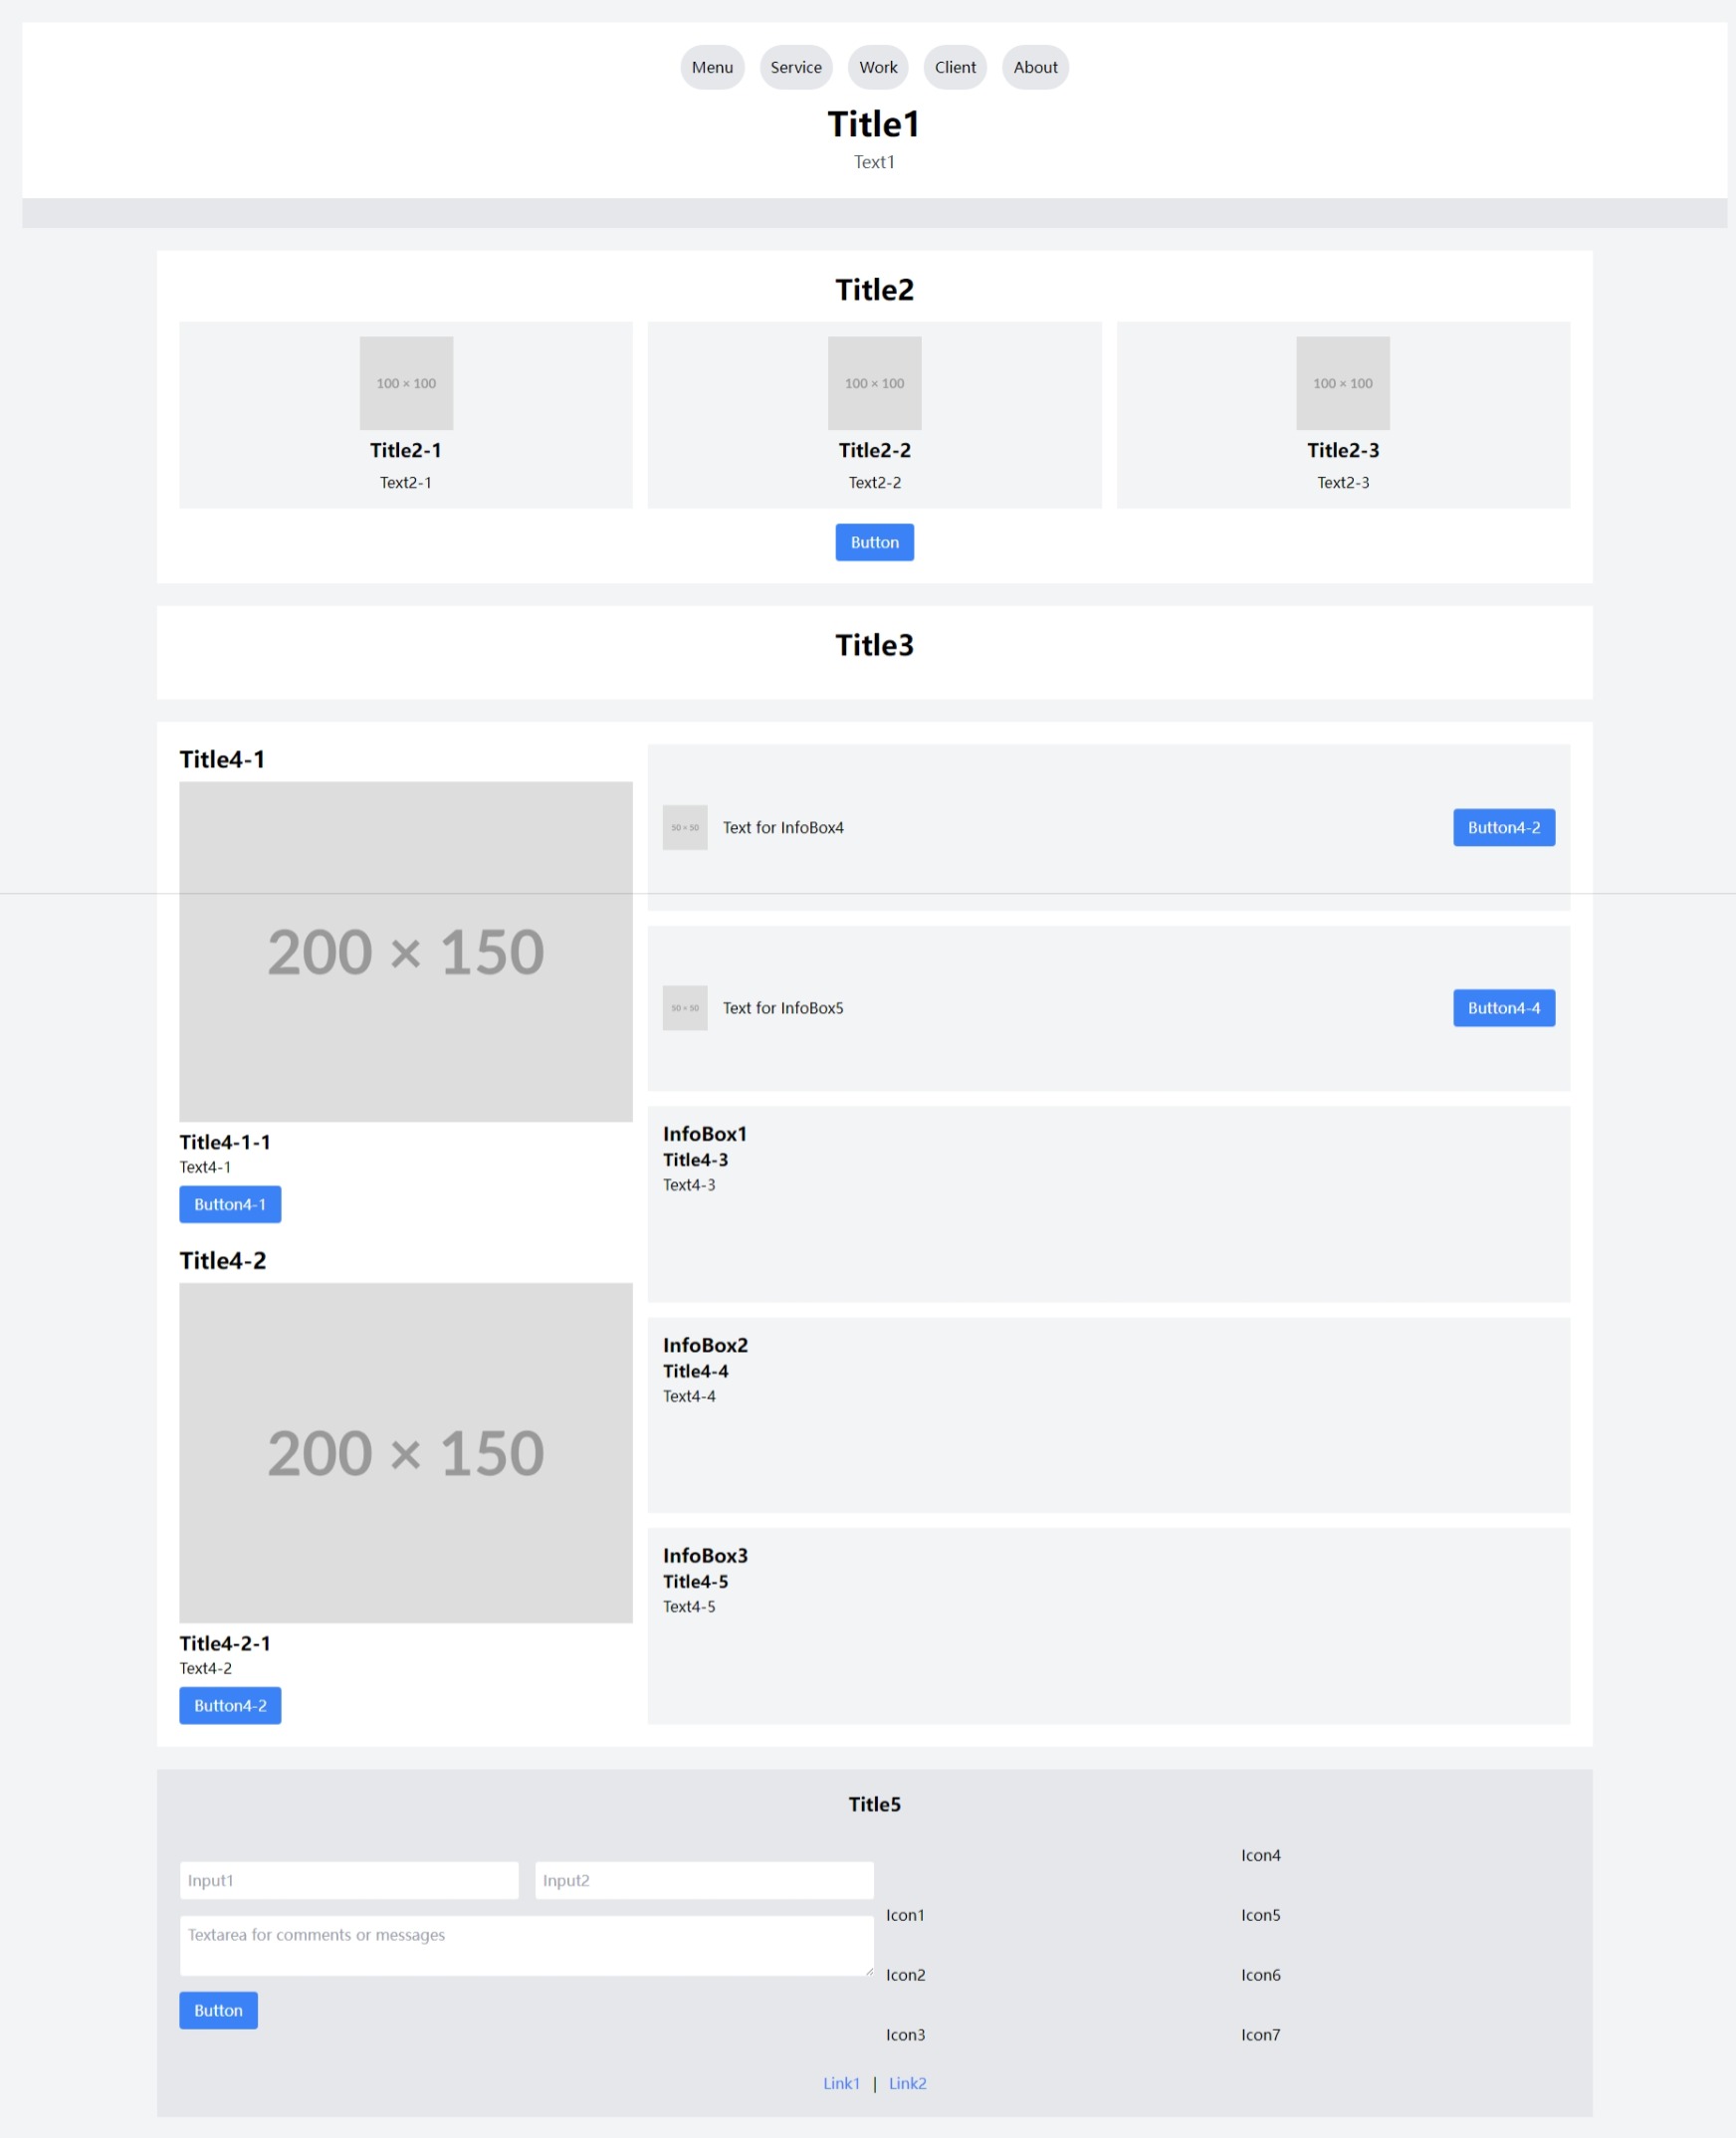 Menu Service Work Client About
Title1
Text1
Title2
100 × 100
Title2-1
Text2-1
100 × 100
Title2-2
Text2-2
100 × 100
Title2-3
Text2-3
Button
Title3
Title4-1
200 × 150
Title4-1-1
Text4-1
Button4-1
Title4-2
200 × 150
Title4-2-1
Text4-2
Button4-2
50 × 50 Text for InfoBox4 Button4-2
50 × 50 Text for InfoBox5 Button4-4
InfoBox1
Title4-3
Text4-3
InfoBox2
Title4-4
Text4-4
InfoBox3
Title4-5
Text4-5
Title5
Input1 Input2
Textarea for comments or messages
Button
Icon1
Icon2
Icon3
Icon4
Icon5
Icon6
Icon7
Link1 | Link2